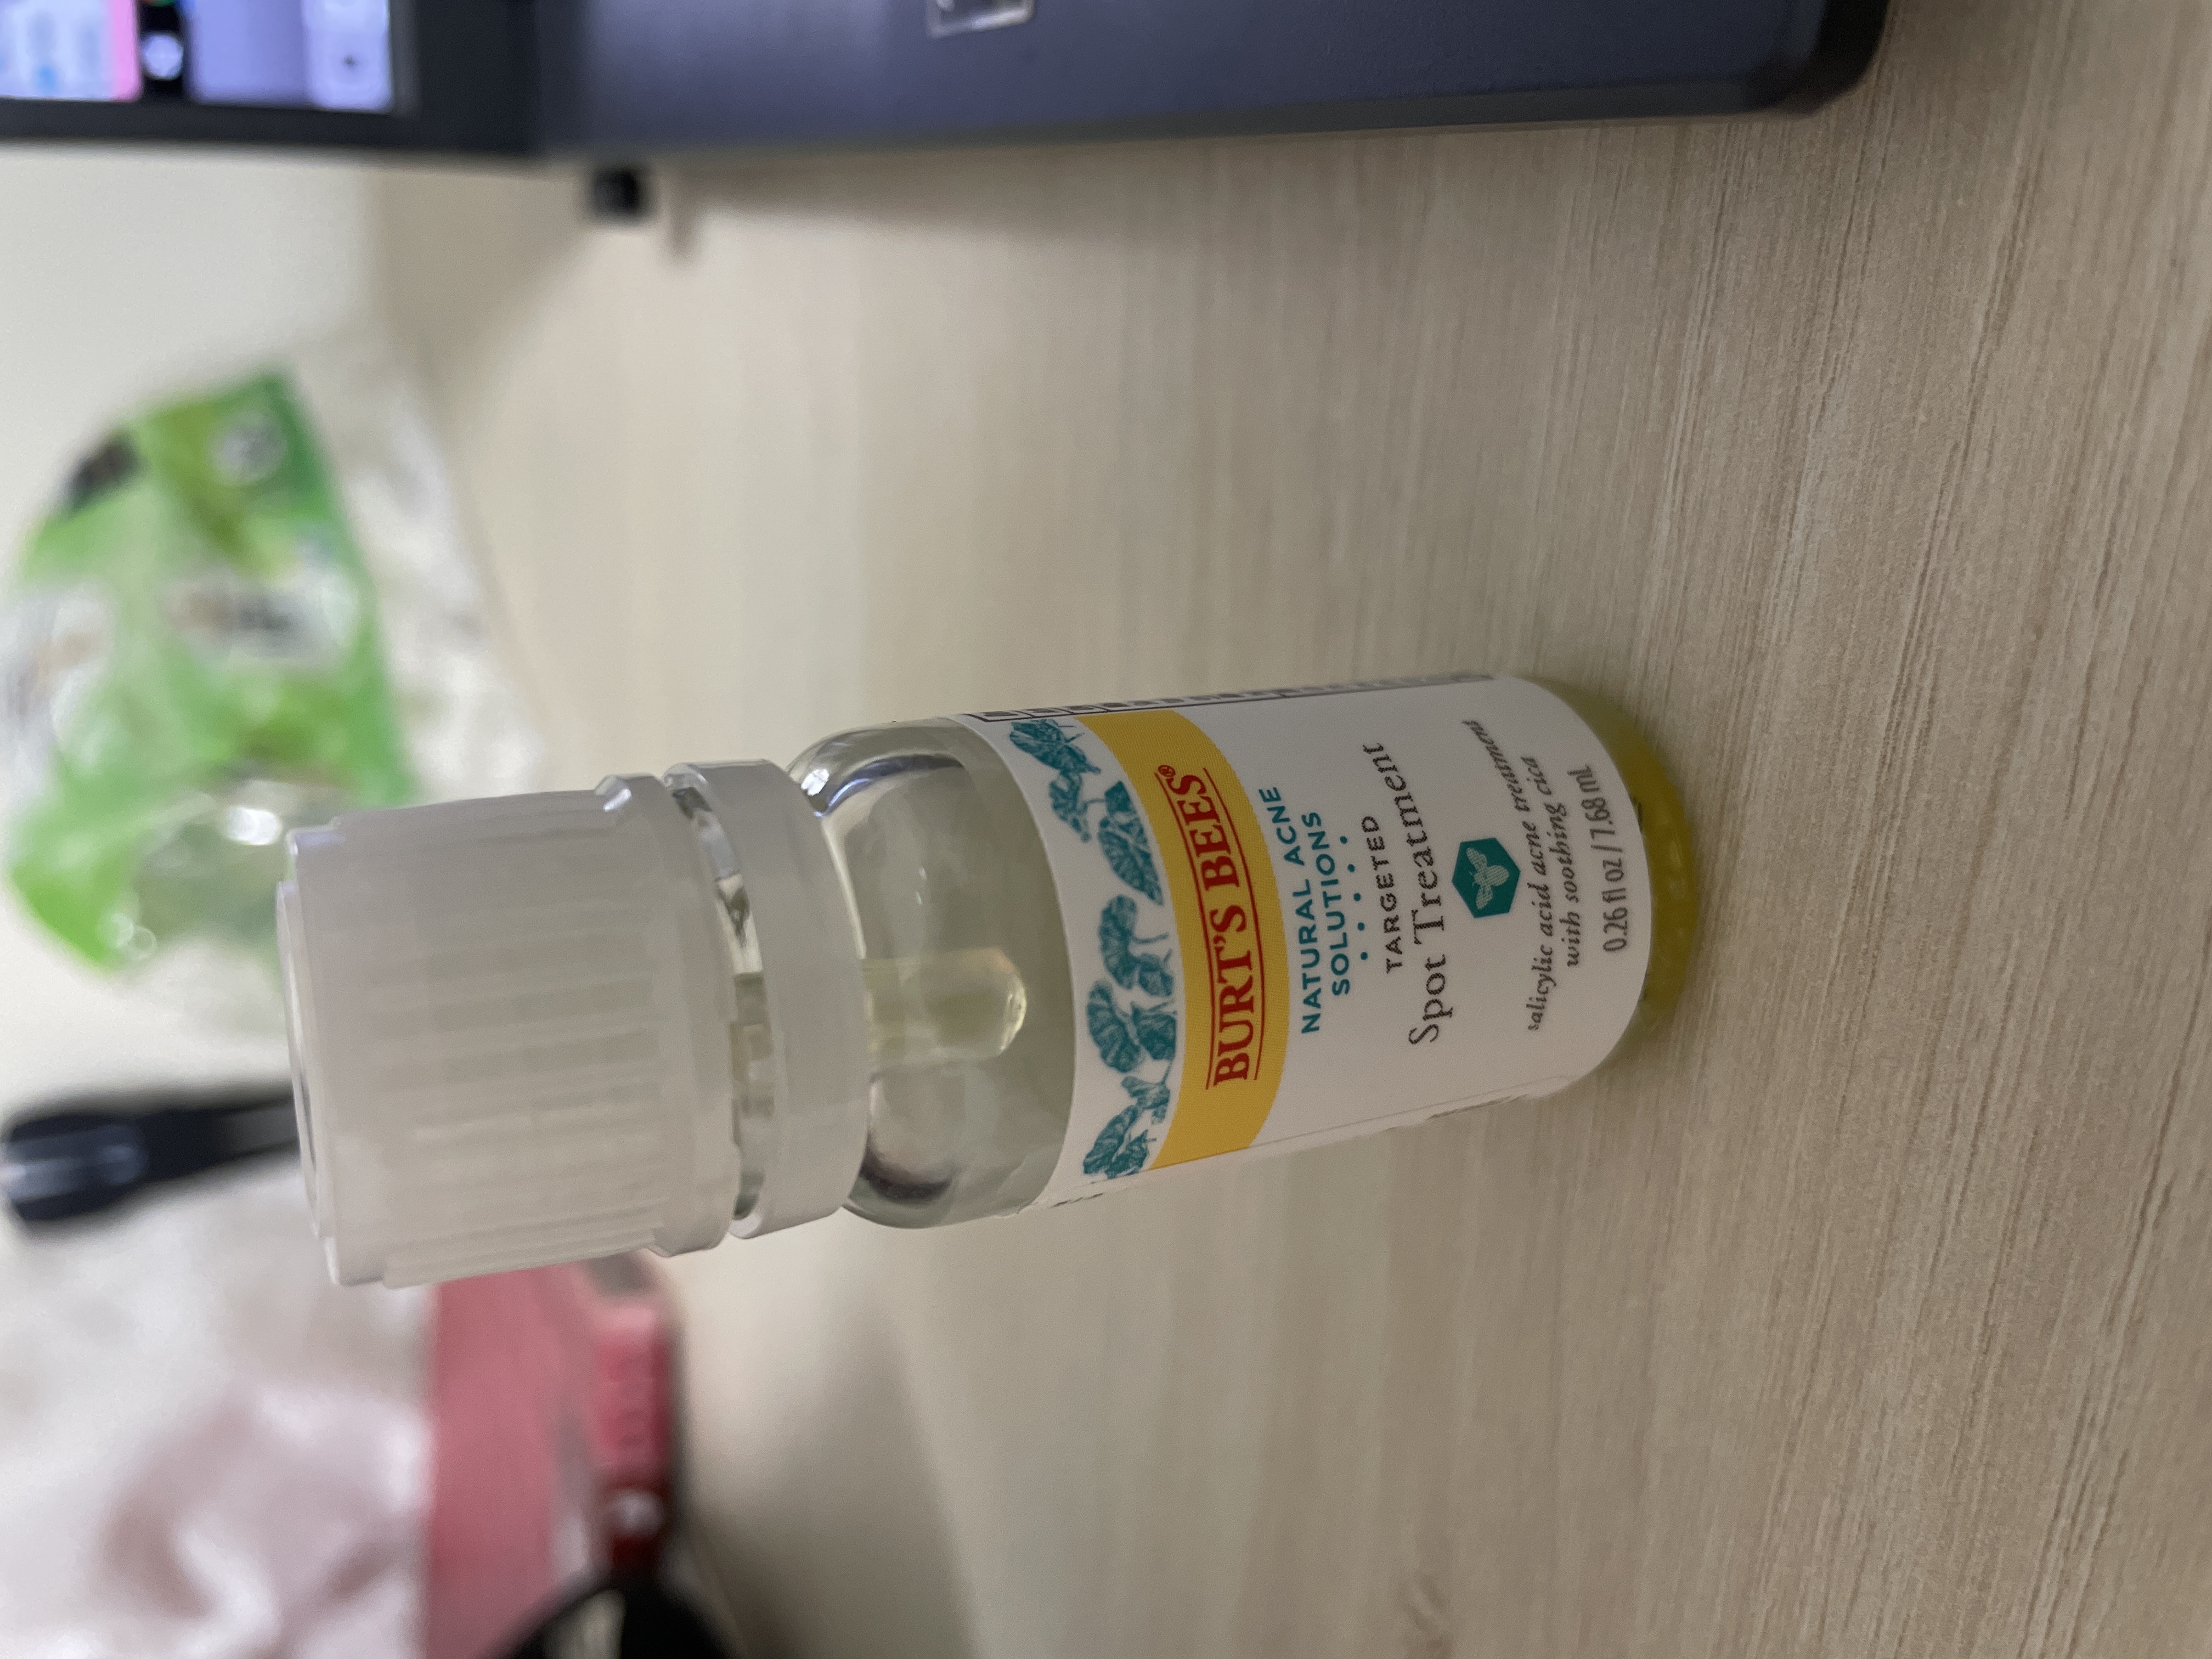 BURT'S BEES®
NATURAL ACNE
SOLUTIONS
TARGETED
Spot Treatment
salicylic acid acne treatment
with soothing cica
0.26 fl oz / 7.68 mL